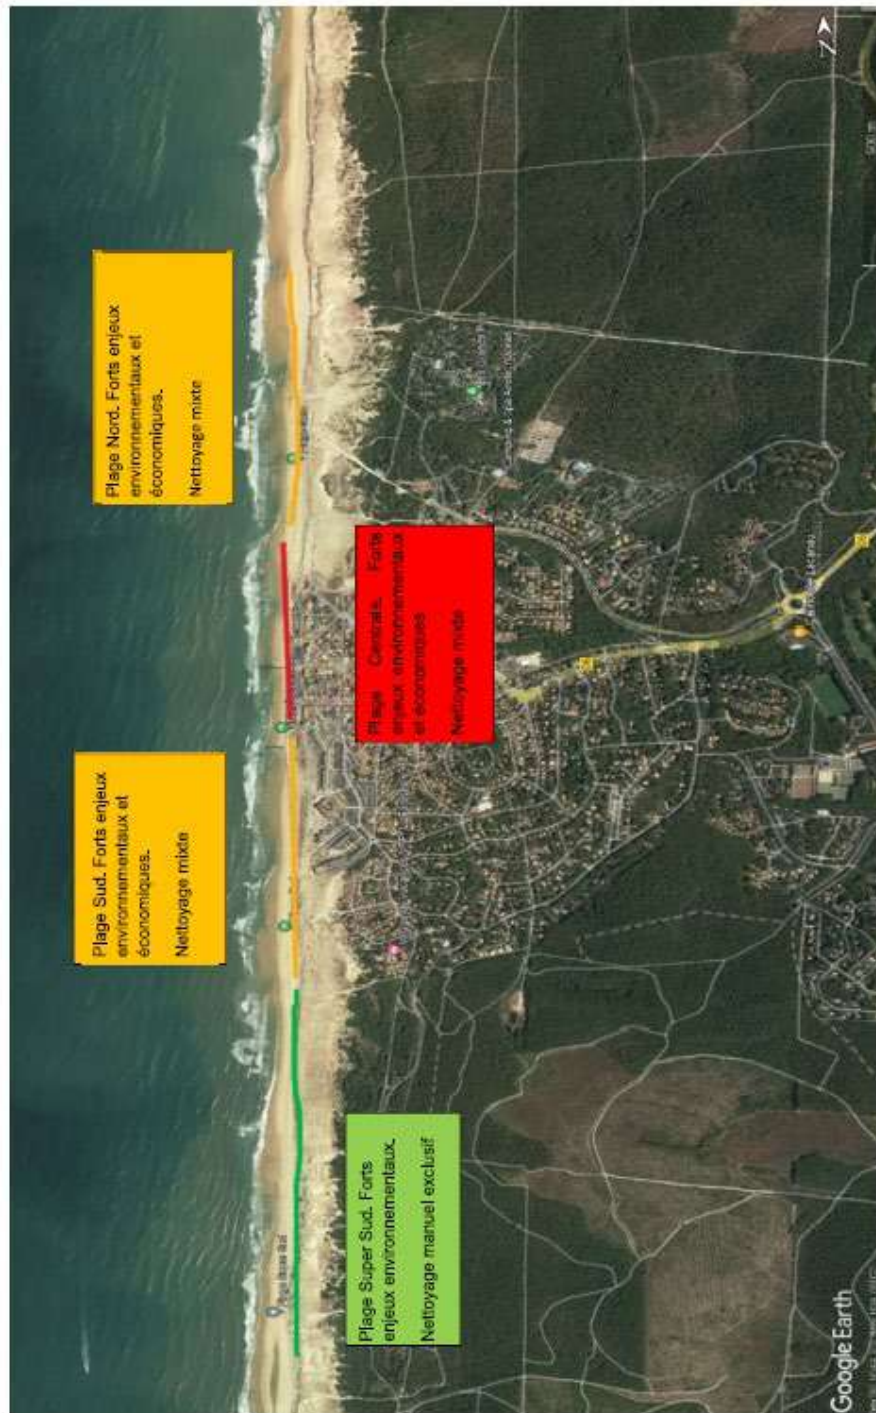 Plage Nord. Forts enjeux
environnementaux et
économiques.
Nettoyage mixte
Plage Sud. Forts enjeux
environnementaux et
économiques.
Nettoyage mixte
Plage Centrale. Forts
enjeux environnementaux
et économiques
Nettoyage mixte
Plage Super Sud. Forts
enjeux environnementaux.
Nettoyage manuel exclusif
Google Earth
N